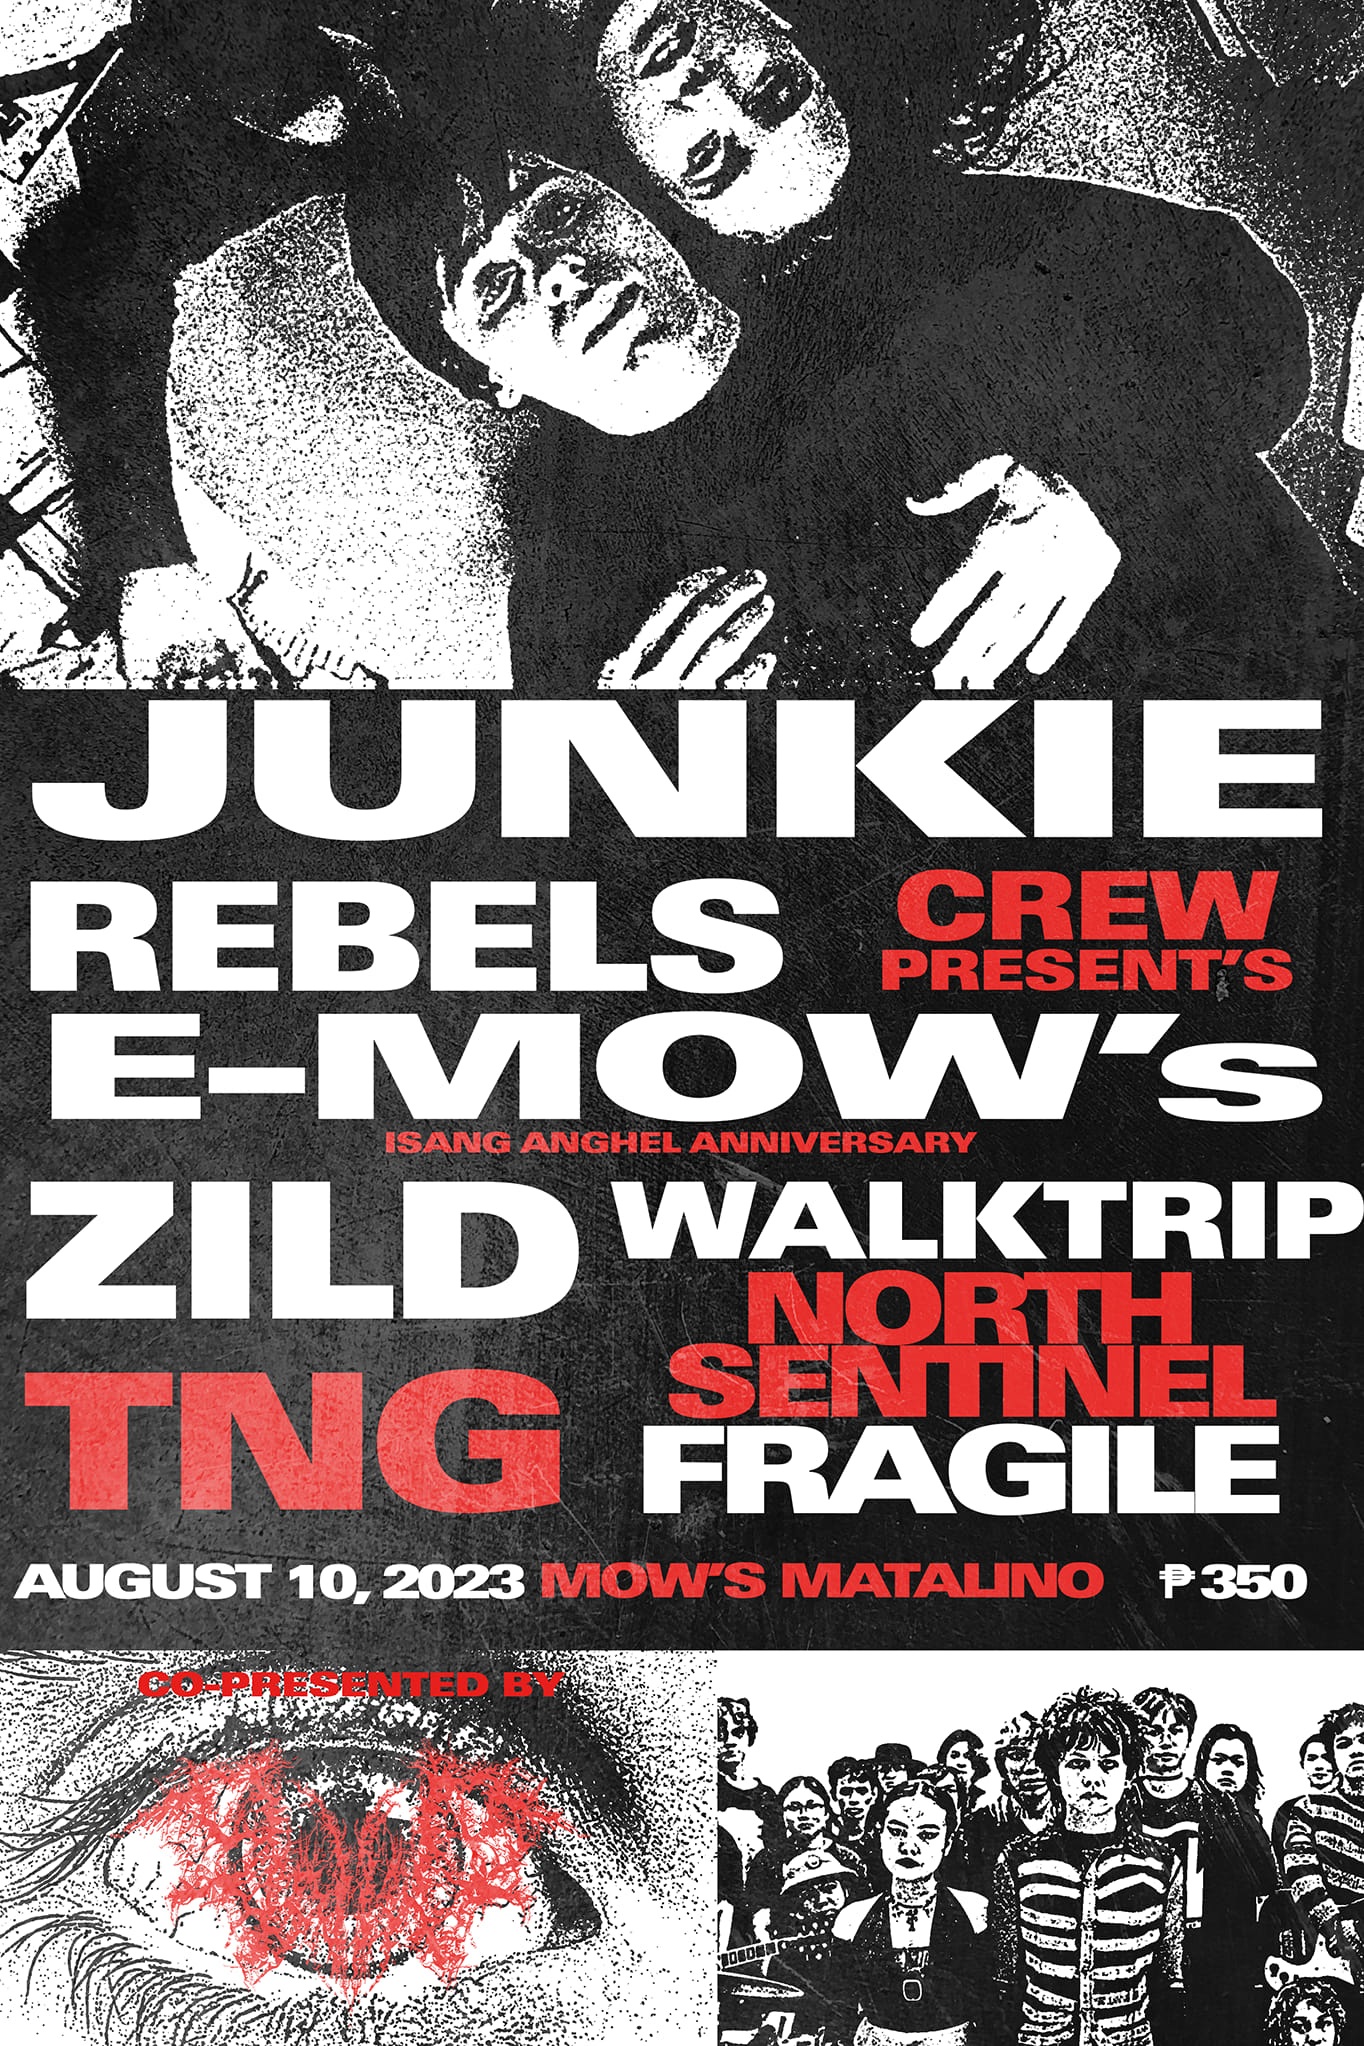 JUNKIE
REBELS
CREW
PRESENT'S
E-MOW's
ISANG ANGHEL ANNIVERSARY
ZILD
TNG
WALKTRIP
NORTH
SENTINEL
FRAGILE
AUGUST 10, 2023 MOW'S MATALINO ₱350
CO-PRESENTED BY